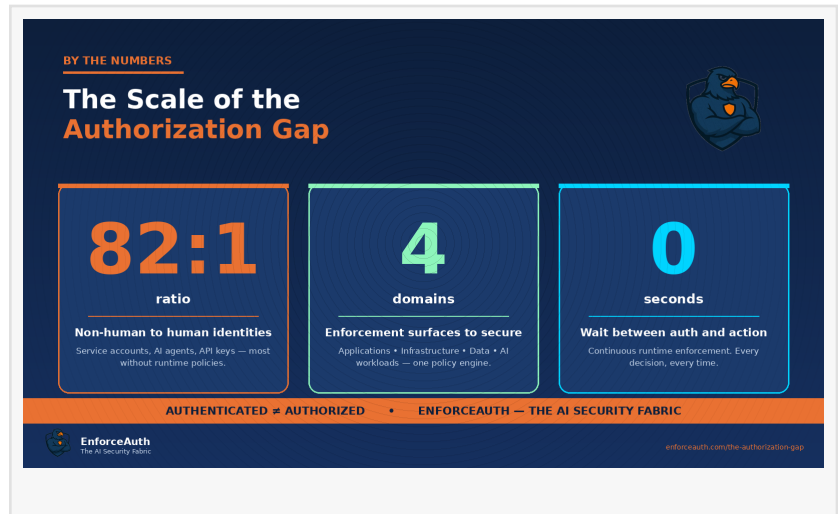 BY THE NUMBERS
The Scale of the
Authorization Gap
82:1
ratio
Non-human to human identities
Service accounts, AI agents, API keys — most
without runtime policies.
4
domains
Enforcement surfaces to secure
Applications • Infrastructure • Data • AI
workloads — one policy engine.
0
seconds
Wait between auth and action
Continuous runtime enforcement. Every
decision, every time.
AUTHENTICATED ≠ AUTHORIZED • ENFORCEAUTH — THE AI SECURITY FABRIC
EnforceAuth
The AI Security Fabric
enforceauth.com/the-authorization-gap